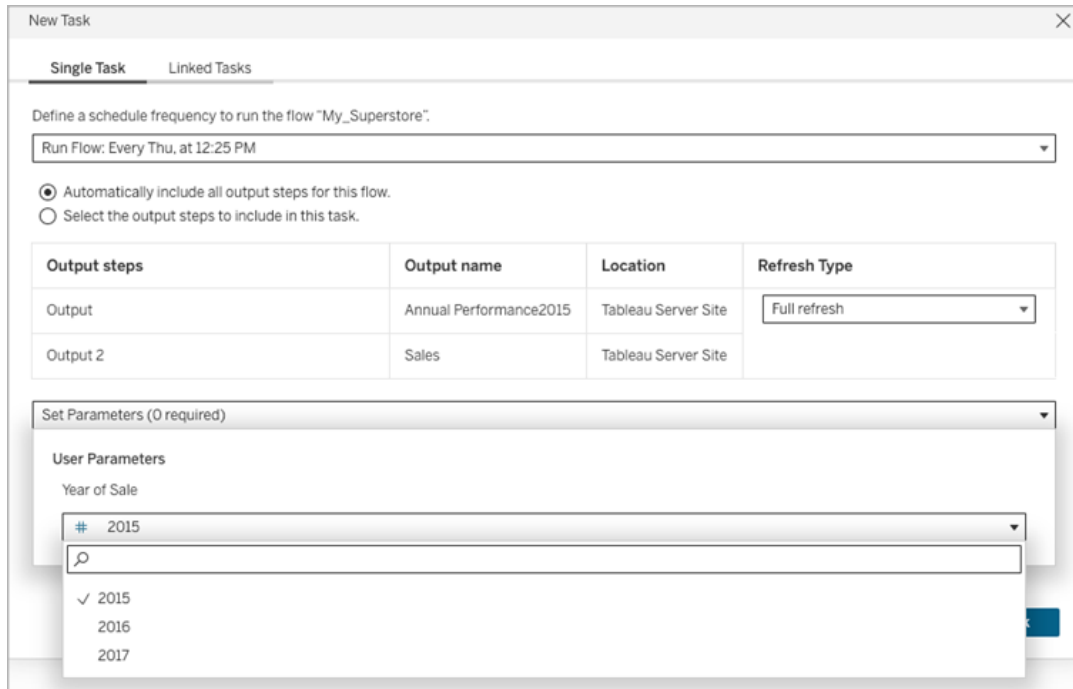 New Task
Single Task Linked Tasks
Define a schedule frequency to run the flow "My_Superstore".
Run Flow: Every Thu, at 12:25 PM
Automatically include all output steps for this flow.
Select the output steps to include in this task.
Output steps Output name Location Refresh Type
Output Annual Performance2015 Tableau Server Site Full refresh
Output 2 Sales Tableau Server Site
Set Parameters (0 required)
User Parameters
Year of Sale
# 2015
2015
2016
2017